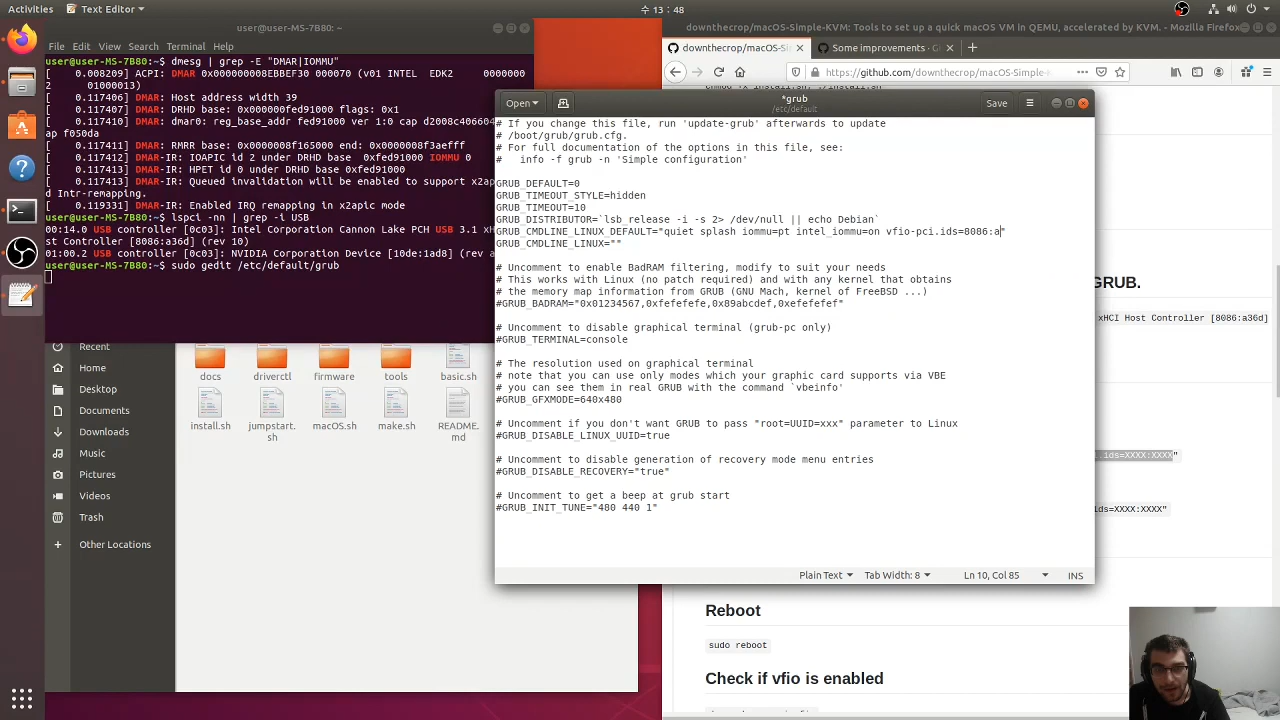 Activities
Text Editor
13:48
user@user-MS-7B80: ~
File Edit View Search Terminal Help
user@user-MS-7B80:~$ dmesg | grep -E "DMAR|IOMMU"
[    0.008209] ACPI: DMAR 0x000000008EBBEF30 000070 (v01 INTEL  EDK2     0000000
2      01000013)
[    0.117406] DMAR: Host address width 39
[    0.117407] DMAR: DRHD base: 0x000000fed91000 flags: 0x1
[    0.117410] DMAR: dmar0: reg_base_addr fed91000 ver 1:0 cap d2008c406604
ap f050da
[    0.117411] DMAR: RMRR base: 0x0000008f165000 end: 0x0000008f3aefff
[    0.117412] DMAR-IR: IOAPIC id 2 under DRHD base  0xfed91000 IOMMU 0
[    0.117413] DMAR-IR: HPET id 0 under DRHD base 0xfed91000
[    0.117413] DMAR-IR: Queued invalidation will be enabled to support x2ap
d Intr-remapping.
[    0.119331] DMAR-IR: Enabled IRQ remapping in x2apic mode
user@user-MS-7B80:~$ lspci -nn | grep -i USB
00:14.0 USB controller [0c03]: Intel Corporation Cannon Lake PCH USB 3.1 xH
st Controller [8086:a36d] (rev 10)
01:00.2 USB controller [0c03]: NVIDIA Corporation Device [10de:1ad8] (rev a
user@user-MS-7B80:~$ sudo gedit /etc/default/grub
Recent
Home
Desktop
Documents
Downloads
Music
Pictures
Videos
Trash
+ Other Locations
docs
driverctl
firmware
tools
basic.sh
install.sh
jumpstart.
sh
macOS.sh
make.sh
README.
md
downthecrop/macOS-Simple-KVM: Tools to set up a quick macOS VM in QEMU, accelerated by KVM. - Mozilla Firefox
downthecrop/macOS-Si
Some improvements · G
https://github.com/downthecrop/macOS-Simple-
Open
*grub
/etc/default
Save
# If you change this file, run 'update-grub' afterwards to update
# /boot/grub/grub.cfg.
# For full documentation of the options in this file, see:
#   info -f grub -n 'Simple configuration'
GRUB_DEFAULT=0
GRUB_TIMEOUT_STYLE=hidden
GRUB_TIMEOUT=10
GRUB_DISTRIBUTOR=`lsb_release -i -s 2> /dev/null || echo Debian`
GRUB_CMDLINE_LINUX_DEFAULT="quiet splash iommu=pt intel_iommu=on vfio-pci.ids=8086:a"
GRUB_CMDLINE_LINUX=""
# Uncomment to enable BadRAM filtering, modify to suit your needs
# This works with Linux (no patch required) and with any kernel that obtains
# the memory map information from GRUB (GNU Mach, kernel of FreeBSD ...)
#GRUB_BADRAM="0x01234567,0xfefefefe,0x89abcdef,0xefefefef"
# Uncomment to disable graphical terminal (grub-pc only)
#GRUB_TERMINAL=console
# The resolution used on graphical terminal
# note that you can use only modes which your graphic card supports via VBE
# you can see them in real GRUB with the command `vbeinfo'
#GRUB_GFXMODE=640x480
# Uncomment if you don't want GRUB to pass "root=UUID=xxx" parameter to Linux
#GRUB_DISABLE_LINUX_UUID=true
# Uncomment to disable generation of recovery mode menu entries
#GRUB_DISABLE_RECOVERY="true"
# Uncomment to get a beep at grub start
#GRUB_INIT_TUNE="480 440 1"
Plain Text
Tab Width: 8
Ln 10, Col 85
INS
GRUB.
xHCI Host Controller [8086:a36d]
.ids=XXXX:XXXX"
ids=XXXX:XXXX"
Reboot
sudo reboot
Check if vfio is enabled